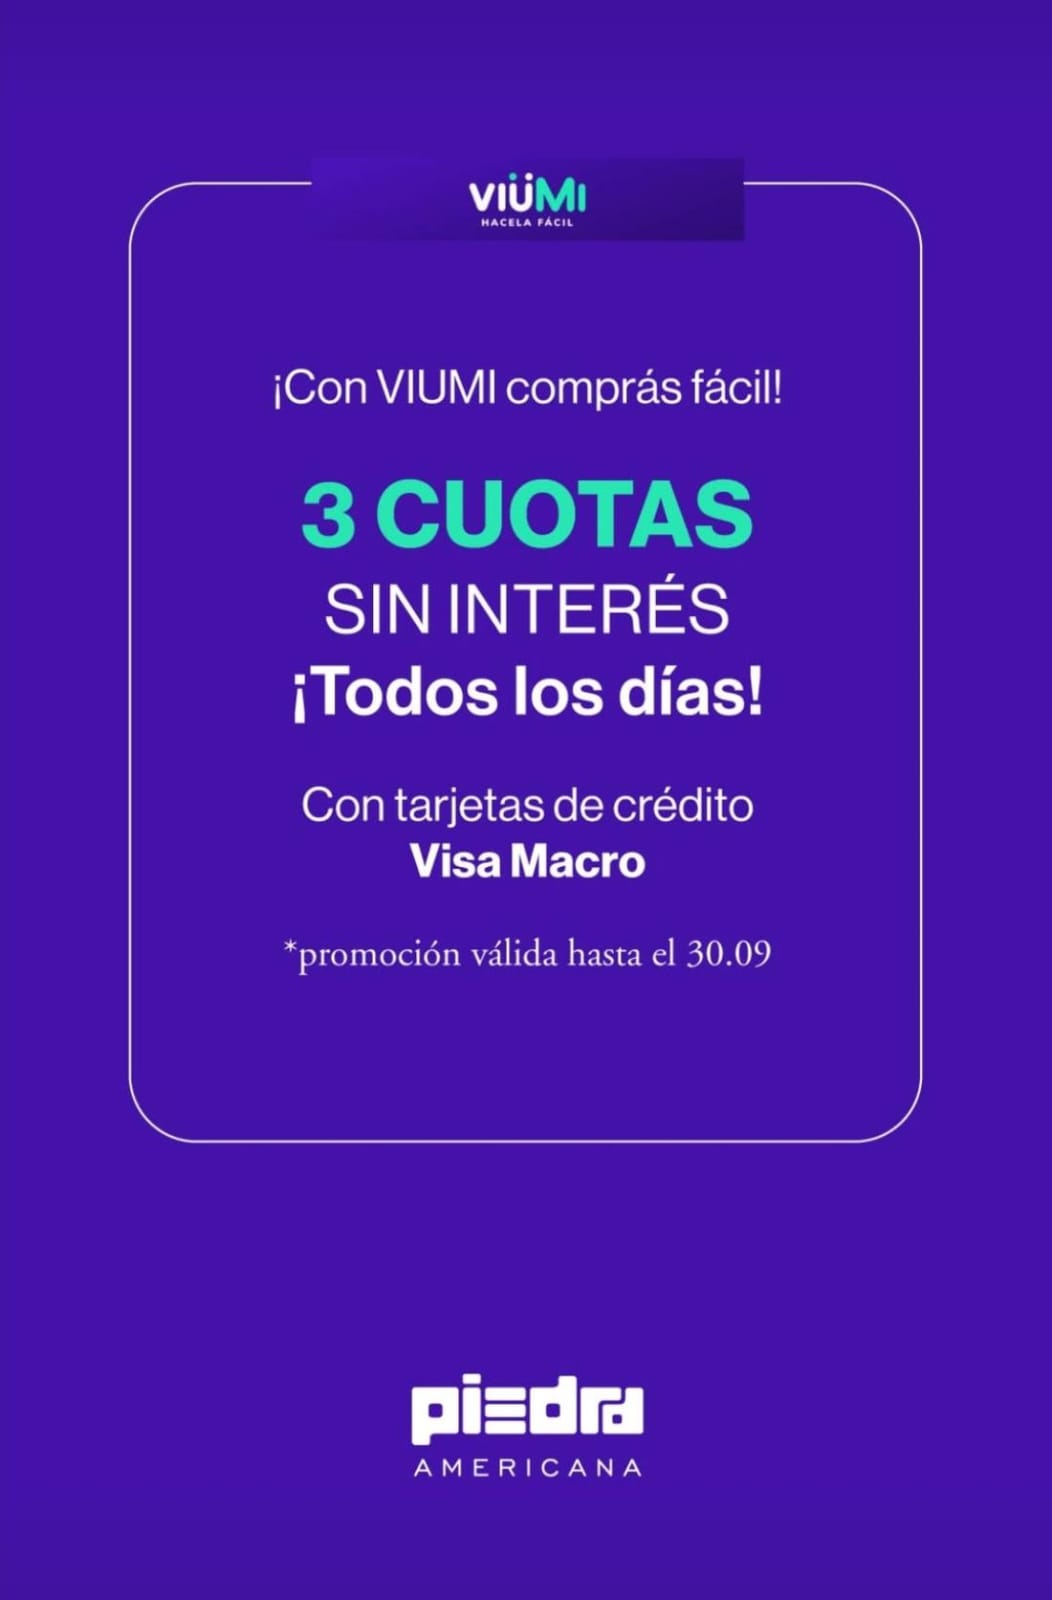 VIÜMI
HACELA FÁCIL
¡Con VIUMI comprás fácil!
3 CUOTAS
SIN INTERÉS
¡Todos los días!
Con tarjetas de crédito
Visa Macro
*promoción válida hasta el 30.09
piedra
AMERICANA